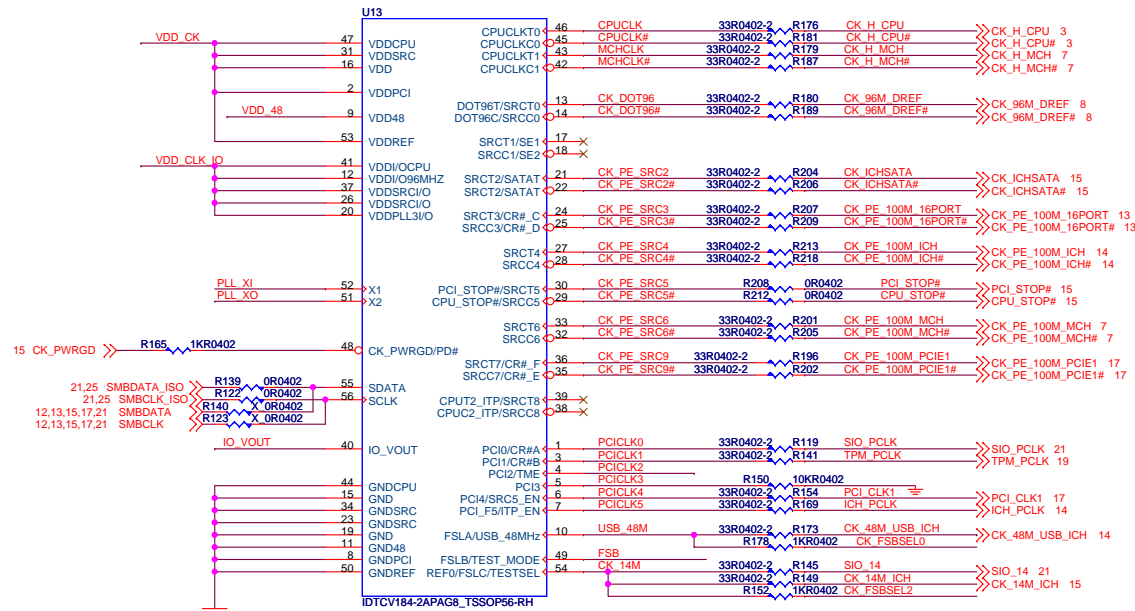 U13
VDD_CK 47 VDDCPU CPUCLKT0 46 CPUCLK 33R0402-2 R176 CK_H_CPU CK_H_CPU 3
31 VDDSRC CPUCLKC0 45 CPUCLK# R181 CK_H_CPU# CK_H_CPU# 3
16 VDD CPUCLKT1 43 MCHCLK 33R0402-2 R179 CK_H_MCH CK_H_MCH 7
CPUCLKC1 42 MCHCLK# R187 CK_H_MCH# CK_H_MCH# 7
2 VDDPCI
VDD_48 9 VDD48 DOT96T/SRCT0 13 CK_DOT96 33R0402-2 R180 CK_96M_DREF CK_96M_DREF 8
DOT96C/SRCC0 14 CK_DOT96# 33R0402-2 R189 CK_96M_DREF# CK_96M_DREF# 8
53 VDDREF SRCT1/SE1 17
SRCC1/SE2 18
VDD_CLK_IO 41 VDDI/OCPU
12 VDDI/O96MHZ SRCT2/SATAT 21 CK_PE_SRC2 33R0402-2 R204 CK_ICHSATA CK_ICHSATA 15
37 VDDSRCI/O SRCT2/SATAT 22 CK_PE_SRC2# 33R0402-2 R206 CK_ICHSATA# CK_ICHSATA# 15
26 VDDSRCI/O
20 VDDPLL3I/O SRCT3/CR#_C 24 CK_PE_SRC3 33R0402-2 R207 CK_PE_100M_16PORT CK_PE_100M_16PORT 13
SRCC3/CR#_D 25 CK_PE_SRC3# 33R0402-2 R209 CK_PE_100M_16PORT# CK_PE_100M_16PORT# 13
SRCT4 27 CK_PE_SRC4 33R0402-2 R213 CK_PE_100M_ICH CK_PE_100M_ICH 14
SRCC4 28 CK_PE_SRC4# 33R0402-2 R218 CK_PE_100M_ICH# CK_PE_100M_ICH# 14
PLL_XI 52 X1 PCI_STOP#/SRCT5 30 CK_PE_SRC5 R208 0R0402 PCI_STOP# PCI_STOP# 15
PLL_XO 51 X2 CPU_STOP#/SRCC5 29 CK_PE_SRC5# R212 0R0402 CPU_STOP# CPU_STOP# 15
SRCT6 33 CK_PE_SRC6 33R0402-2 R201 CK_PE_100M_MCH CK_PE_100M_MCH 7
SRCC6 32 CK_PE_SRC6# 33R0402-2 R205 CK_PE_100M_MCH# CK_PE_100M_MCH# 7
15 CK_PWRGD R165 1KR0402 48 CK_PWRGD/PD#
SRCT7/CR#_F 36 CK_PE_SRC9 33R0402-2 R196 CK_PE_100M_PCIE1 CK_PE_100M_PCIE1 17
SRCC7/CR#_E 35 CK_PE_SRC9# 33R0402-2 R202 CK_PE_100M_PCIE1# CK_PE_100M_PCIE1# 17
21,25 SMBDATA_ISO R139 0R0402 55 SDATA
21,25 SMBCLK_ISO R122 0R0402 56 SCLK CPUT2_ITP/SRCT8 39
12,13,15,17,21 SMBDATA R140 X_0R0402 CPUC2_ITP/SRCC8 38
12,13,15,17,21 SMBCLK R123 X_0R0402
IO_VOUT 40 IO_VOUT PCI0/CR#A 1 PCICLK0 33R0402-2 R119 SIO_PCLK SIO_PCLK 21
PCI1/CR#B 3 PCICLK1 33R0402-2 R141 TPM_PCLK TPM_PCLK 19
PCI2/TME 4 PCICLK2
44 GNDCPU PCI3 5 PCICLK3 R150 10KR0402
15 GND PCI4/SRC5_EN 6 PCICLK4 33R0402-2 R154 PCI_CLK1 PCI_CLK1 17
34 GNDSRC PCI_F5/ITP_EN 7 PCICLK5 33R0402-2 R169 ICH_PCLK ICH_PCLK 14
23 GNDSRC
19 GND FSLA/USB_48MHz 10 USB_48M 33R0402-2 R173 CK_48M_USB_ICH CK_48M_USB_ICH 14
11 GND48 R178 1KR0402 CK_FSBSEL0
8 GNDPCI FSLB/TEST_MODE 49 FSB
50 GNDREF REF0/FSLC/TESTSEL 54 CK_14M 33R0402-2 R145 SIO_14 SIO_14 21
33R0402-2 R149 CK_14M_ICH CK_14M_ICH 15
R152 1KR0402 CK_FSBSEL2
IDTCV184-2APAG8_TSSOP56-RH